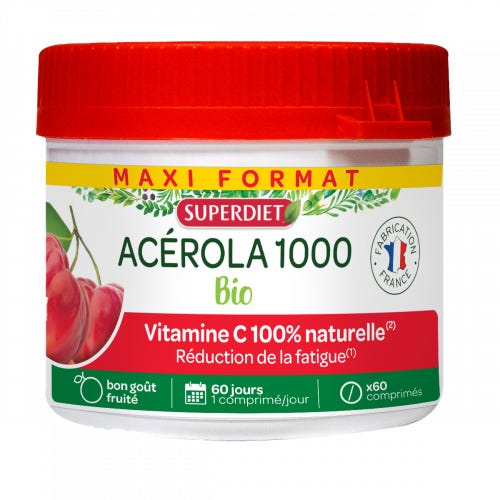 MAXI FORMAT
SUPERDIET
ACÉROLA 1000
Bio
FABRICATION FRANCE
Vitamine C 100% naturelle(2)
Réduction de la fatigue(1)
bon goût
fruité
60 jours
1 comprimé/jour
x60
comprimés